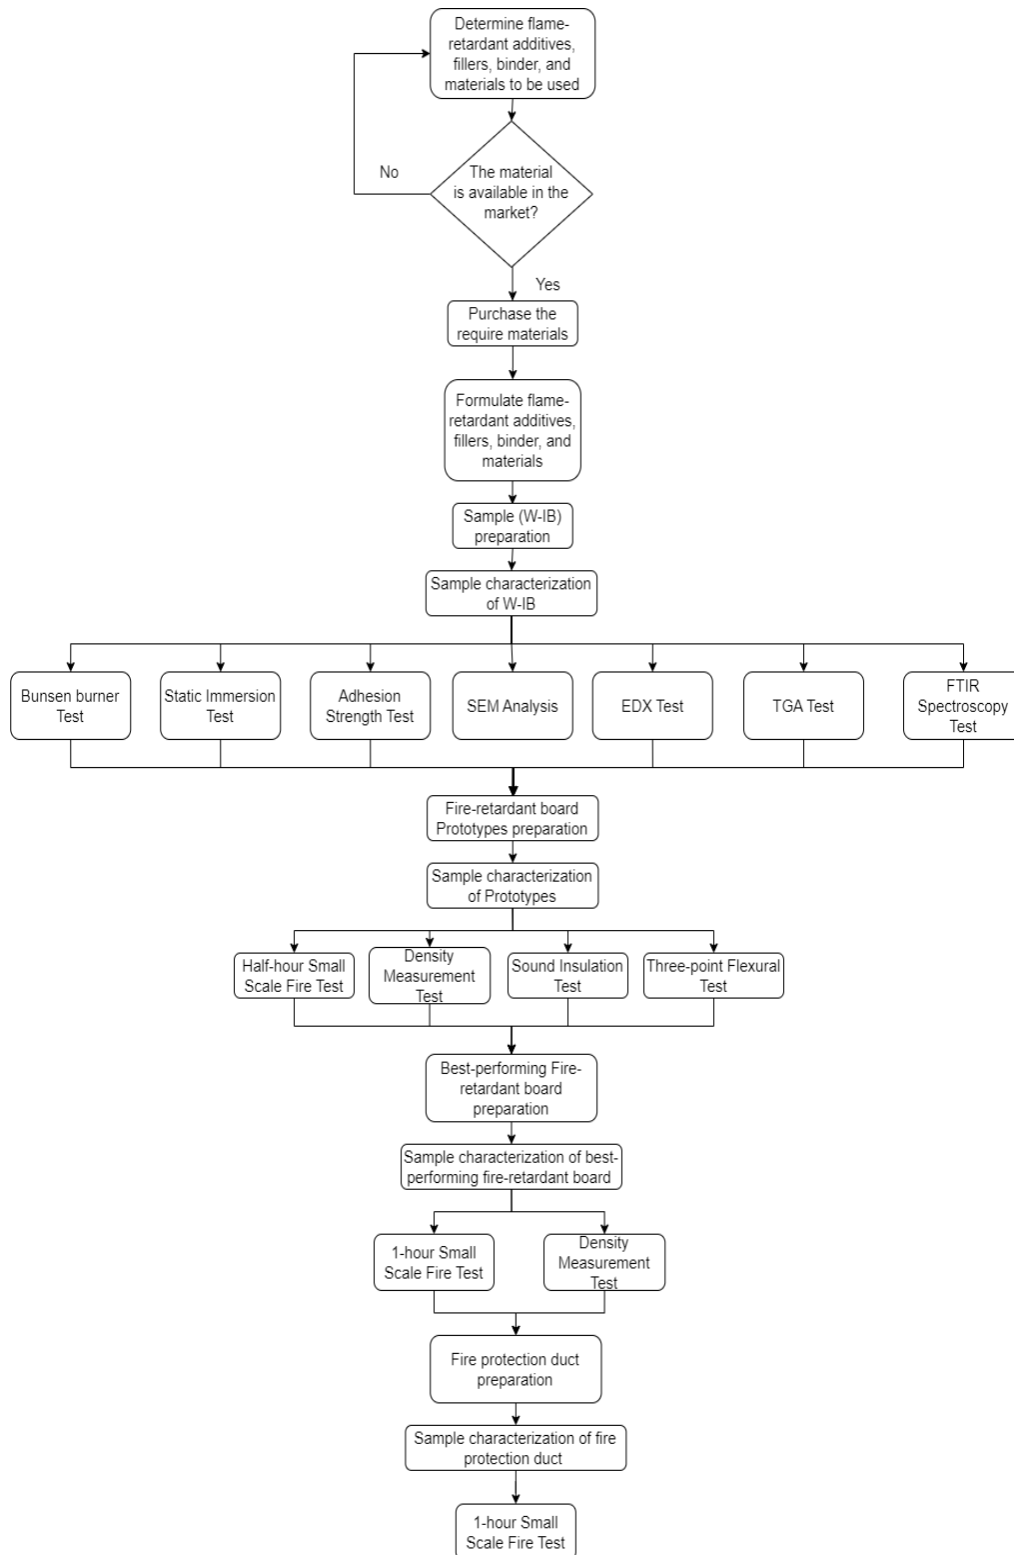 Determine flame-
retardant additives,
fillers, binder, and
materials to be used
No
The material
is available in the
market?
Yes
Purchase the
require materials
Formulate flame-
retardant additives,
fillers, binder, and
materials
Sample (W-IB)
preparation
Sample characterization
of W-IB
Bunsen burner
Test
Static Immersion
Test
Adhesion
Strength Test
SEM Analysis
EDX Test
TGA Test
FTIR
Spectroscopy
Test
Fire-retardant board
Prototypes preparation
Sample characterization
of Prototypes
Half-hour Small
Scale Fire Test
Density
Measurement
Test
Sound Insulation
Test
Three-point Flexural
Test
Best-performing Fire-
retardant board
preparation
Sample characterization of best-
performing fire-retardant board
1-hour Small
Scale Fire Test
Density
Measurement
Test
Fire protection duct
preparation
Sample characterization of fire
protection duct
1-hour Small
Scale Fire Test